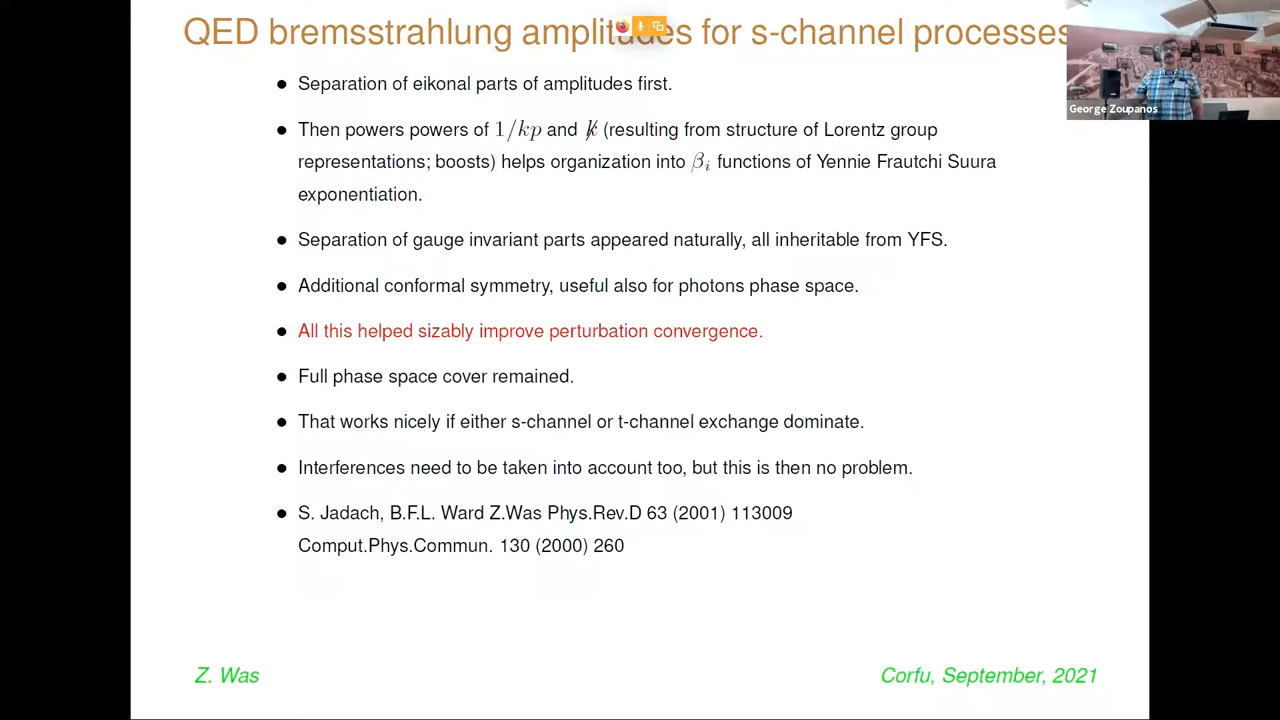 QED bremsstrahlung amplitudes for s-channel processes
George Zoupanos
● Separation of eikonal parts of amplitudes first.
● Then powers powers of 1/kp and k̸ (resulting from structure of Lorentz group
representations; boosts) helps organization into βᵢ functions of Yennie Frautchi Suura
exponentiation.
● Separation of gauge invariant parts appeared naturally, all inheritable from YFS.
● Additional conformal symmetry, useful also for photons phase space.
● All this helped sizably improve perturbation convergence.
● Full phase space cover remained.
● That works nicely if either s-channel or t-channel exchange dominate.
● Interferences need to be taken into account too, but this is then no problem.
● S. Jadach, B.F.L. Ward Z.Was Phys.Rev.D 63 (2001) 113009
Comput.Phys.Commun. 130 (2000) 260
Z. Was
Corfu, September, 2021